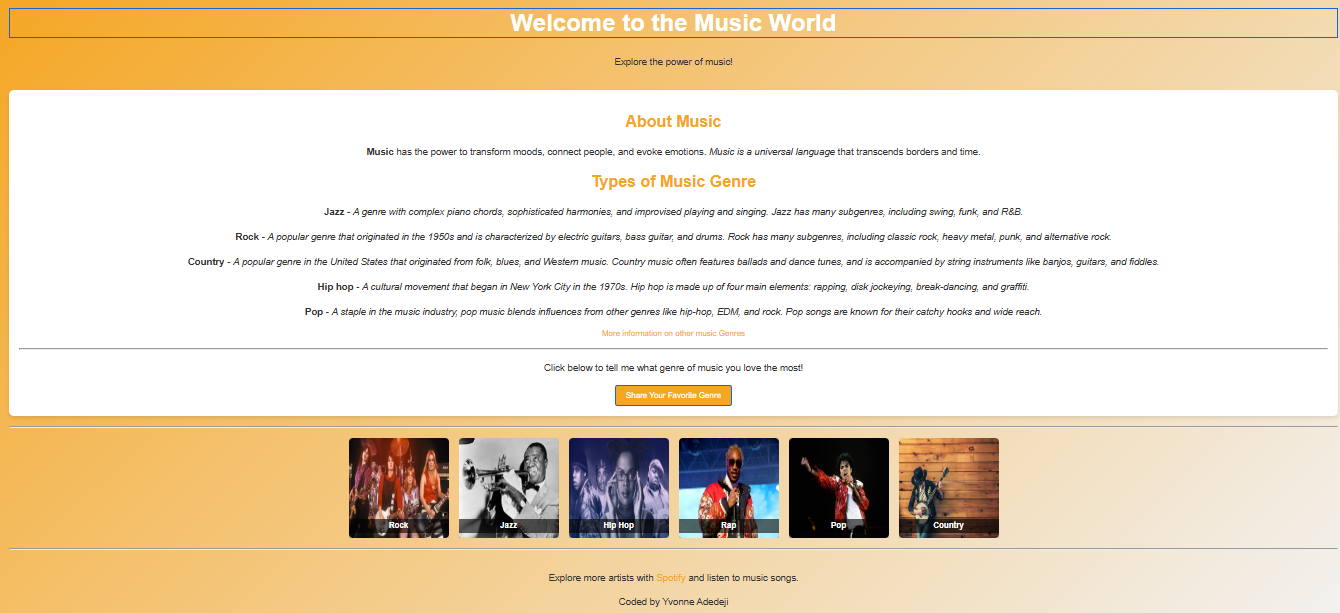 Welcome to the Music World
Explore the power of music!
About Music
Music has the power to transform moods, connect people, and evoke emotions. Music is a universal language that transcends borders and time.
Types of Music Genre
Jazz - A genre with complex piano chords, sophisticated harmonies, and improvised playing and singing. Jazz has many subgenres, including swing, funk, and R&B.
Rock - A popular genre that originated in the 1950s and is characterized by electric guitars, bass guitar, and drums. Rock has many subgenres, including classic rock, heavy metal, punk, and alternative rock.
Country - A popular genre in the United States that originated from folk, blues, and Western music. Country music often features ballads and dance tunes, and is accompanied by string instruments like banjos, guitars, and fiddles.
Hip hop - A cultural movement that began in New York City in the 1970s. Hip hop is made up of four main elements: rapping, disk jockeying, break-dancing, and graffiti.
Pop - A staple in the music industry, pop music blends influences from other genres like hip-hop, EDM, and rock. Pop songs are known for their catchy hooks and wide reach.
More information on other music Genres
Click below to tell me what genre of music you love the most!
Share Your Favorite Genre
Rock
Jazz
Hip Hop
Rap
Pop
Country
Explore more artists with Spotify and listen to music songs.
Coded by Yvonne Adedeji